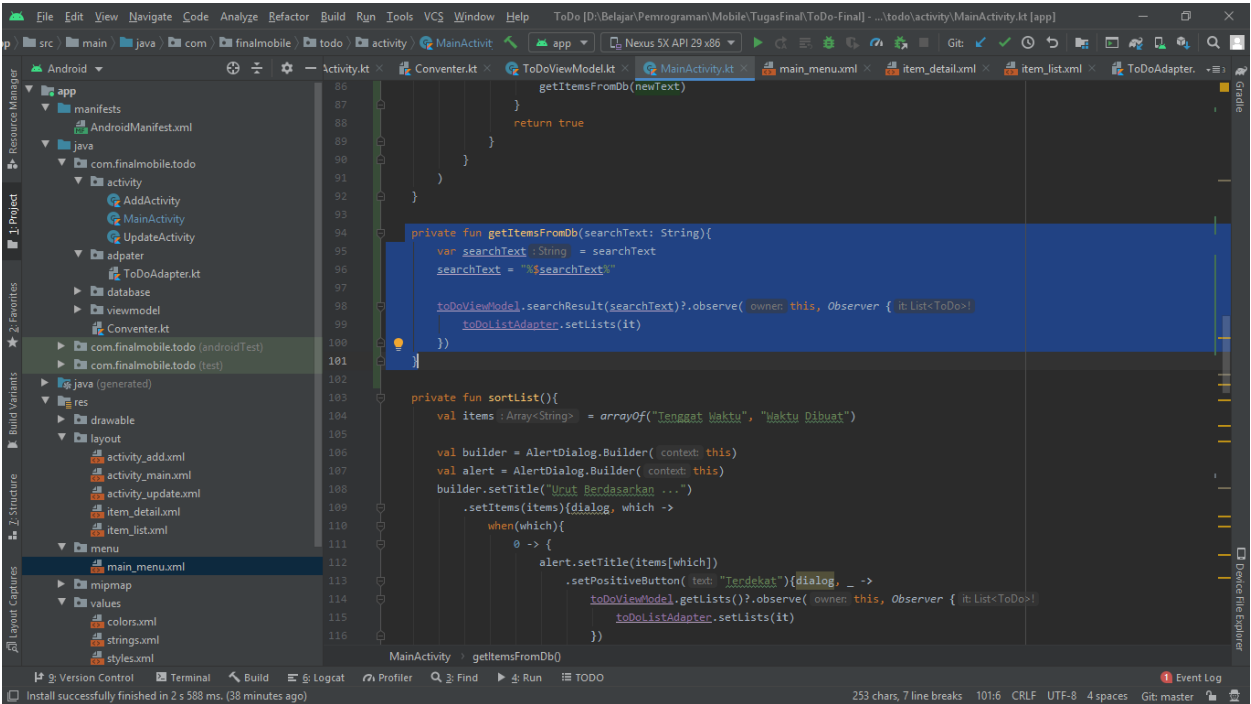 File Edit View Navigate Code Analyze Refactor Build Run Tools VCS Window Help ToDo [D:\Belajar\Pemrograman\Mobile\TugasFinal\ToDo-Final] - ...\todo\activity\MainActivity.kt [app]
src main java com finalmobile todo activity MainActivit app Nexus 5X API 29 x86 Git:
Android ctivity.kt Conventer.kt ToDoViewModel.kt MainActivity.kt main_menu.xml item_detail.xml item_list.xml ToDoAdapter.
Resource Manager
1: Project
2: Favorites
Build Variants
7: Structure
Layout Captures
app
manifests
AndroidManifest.xml
java
com.finalmobile.todo
activity
AddActivity
MainActivity
UpdateActivity
adpater
ToDoAdapter.kt
database
viewmodel
Conventer.kt
com.finalmobile.todo (androidTest)
com.finalmobile.todo (test)
java (generated)
res
drawable
layout
activity_add.xml
activity_main.xml
activity_update.xml
item_detail.xml
item_list.xml
menu
main_menu.xml
mipmap
values
colors.xml
strings.xml
styles.xml
86 getItemsFromDb(newText)
87 }
88 return true
89 }
90 }
91 )
92 }
93
94 private fun getItemsFromDb(searchText: String){
95 var searchText : String = searchText
96 searchText = "%$searchText%"
97
98 toDoViewModel.searchResult(searchText)?.observe( owner: this, Observer { it: List<ToDo>!
99 toDoListAdapter.setLists(it)
100 })
101 }
102
103 private fun sortList(){
104 val items : Array<String> = arrayOf("Tenggat Waktu", "Waktu Dibuat")
105
106 val builder = AlertDialog.Builder( context: this)
107 val alert = AlertDialog.Builder( context: this)
108 builder.setTitle("Urut Berdasarkan ...")
109 .setItems(items){dialog, which ->
110 when(which){
111 0 -> {
112 alert.setTitle(items[which])
113 .setPositiveButton( text: "Terdekat"){dialog, _ ->
114 toDoViewModel.getLists()?.observe( owner: this, Observer { it: List<ToDo>!
115 toDoListAdapter.setLists(it)
116 })
Gradle
Device File Explorer
MainActivity getItemsFromDb()
9: Version Control Terminal Build 6: Logcat Profiler 3: Find 4: Run TODO 1 Event Log
Install successfully finished in 2 s 588 ms. (38 minutes ago) 253 chars, 7 line breaks 101:6 CRLF UTF-8 4 spaces Git: master